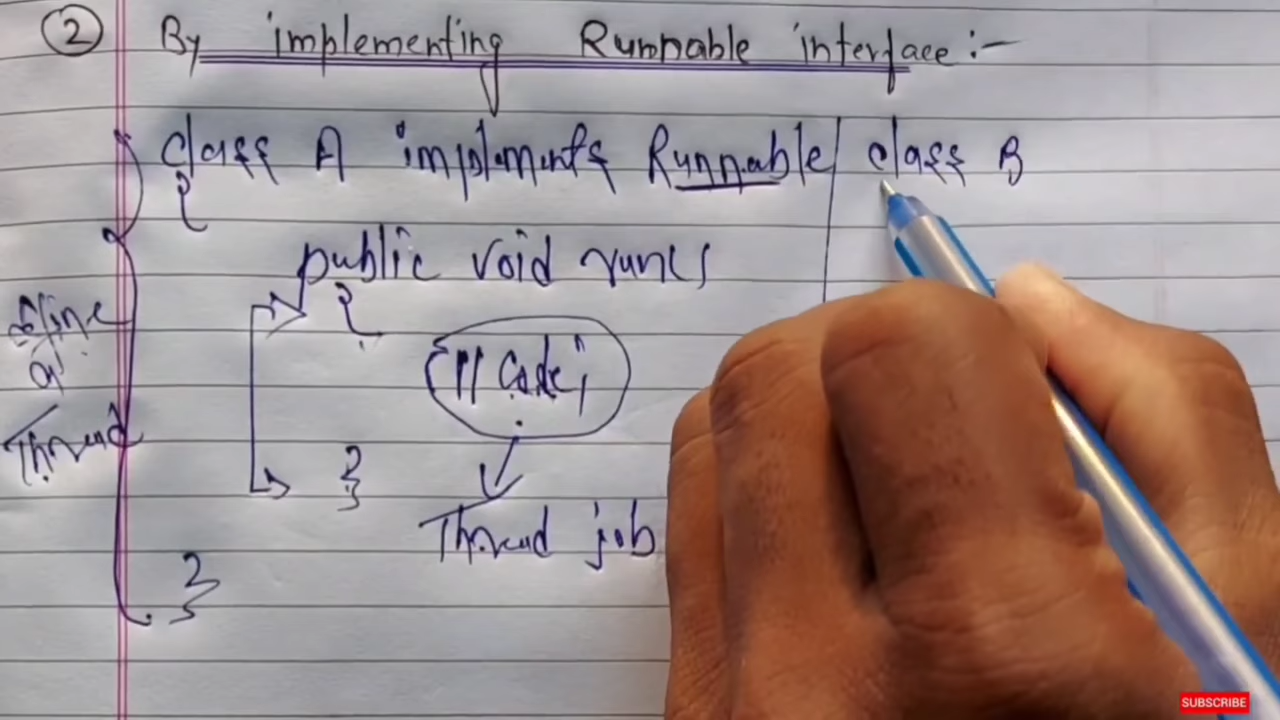 ② By implementing Runnable interface :-
class A implements Runnable
{
public void run()
{
// Code;
}
Thread job
}
Define
a
Thread
class B
SUBSCRIBE